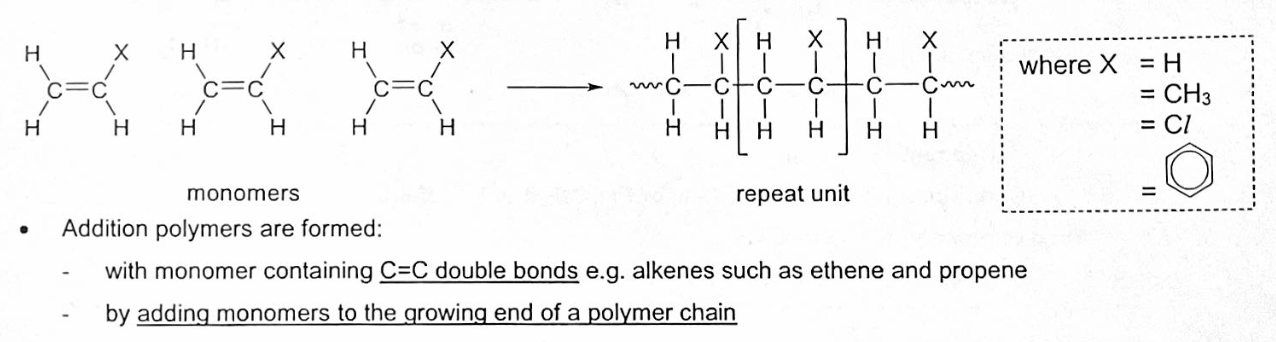 H X H X H X H X H X H X where X = H
C=C C=C C=C C C C C C C = CH3
H H H H H H H H H H H H = Cl
=
monomers repeat unit
• Addition polymers are formed:
- with monomer containing C=C double bonds e.g. alkenes such as ethene and propene
- by adding monomers to the growing end of a polymer chain